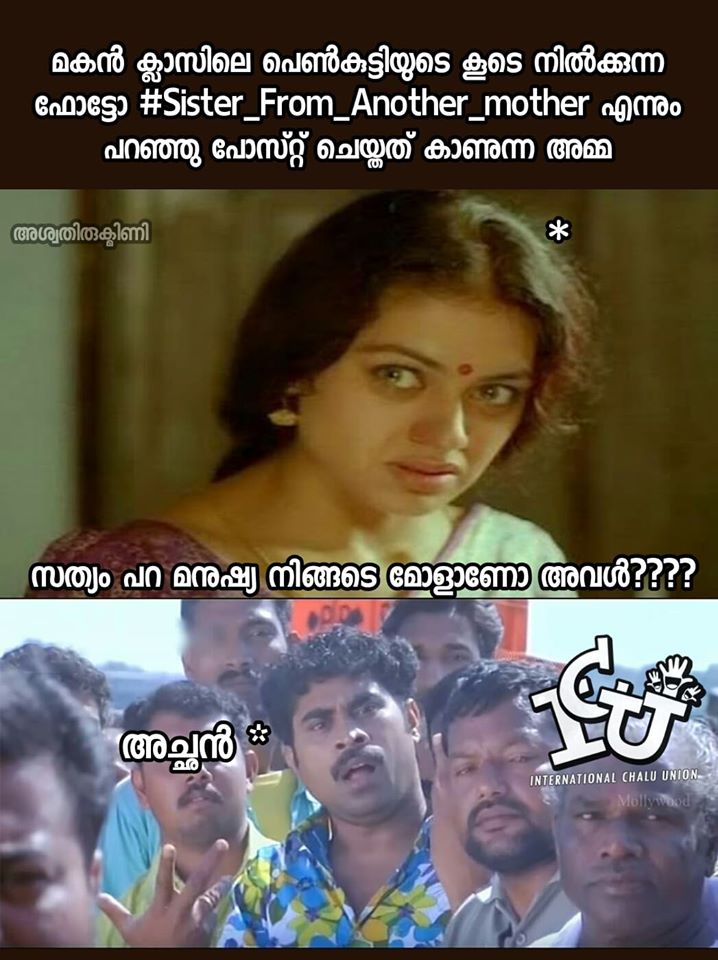 മകൻ ക്ലാസിലെ പെൺകുട്ടിയുടെ കൂടെ നിൽക്കുന്ന
ഫോട്ടോ #Sister_From_Another_mother എന്നും
പറഞ്ഞു പോസ്റ്റ് ചെയ്തത് കാണുന്ന അമ്മ
അശ്വതിരുക്മിണി
*
സത്യം പറ മനുഷ്യ നിങ്ങടെ മോളാണോ അവൾ????
അച്ഛൻ *
ICU
INTERNATIONAL CHALU UNION
Mollywood